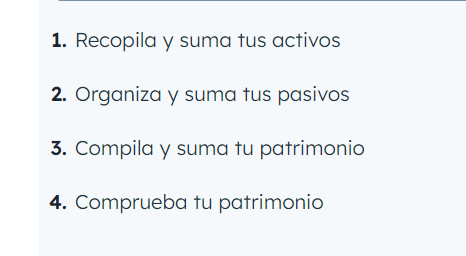 1. Recopila y suma tus activos
2. Organiza y suma tus pasivos
3. Compila y suma tu patrimonio
4. Comprueba tu patrimonio